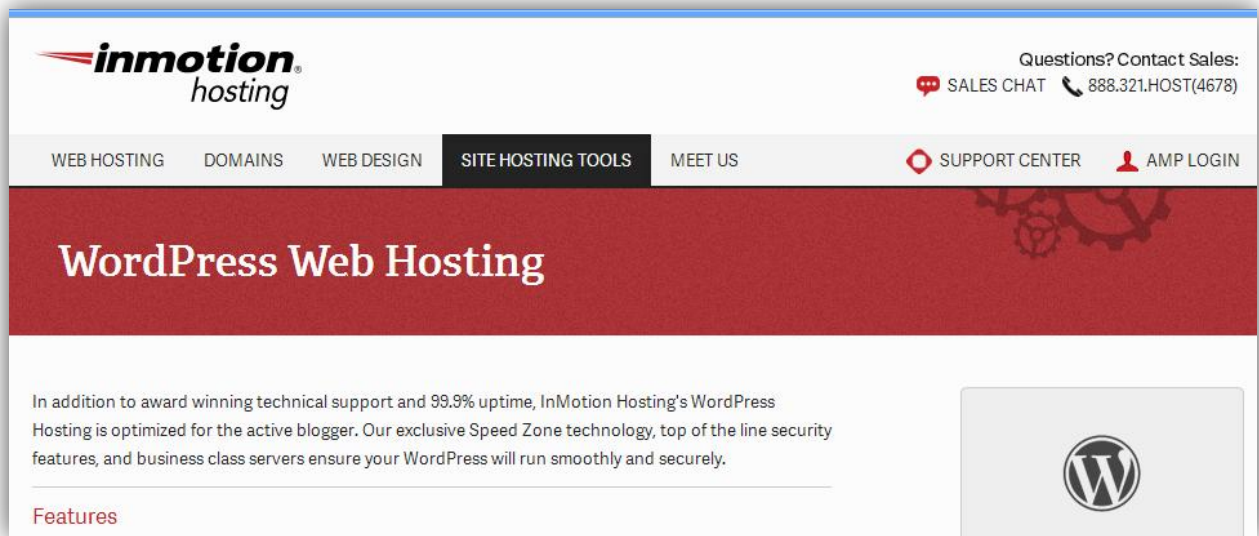 inmotion®
hosting
Questions? Contact Sales:
SALES CHAT 888.321.HOST(4678)
WEB HOSTING DOMAINS WEB DESIGN SITE HOSTING TOOLS MEET US SUPPORT CENTER AMP LOGIN
WordPress Web Hosting
In addition to award winning technical support and 99.9% uptime, InMotion Hosting's WordPress
Hosting is optimized for the active blogger. Our exclusive Speed Zone technology, top of the line security
features, and business class servers ensure your WordPress will run smoothly and securely.
W
Features